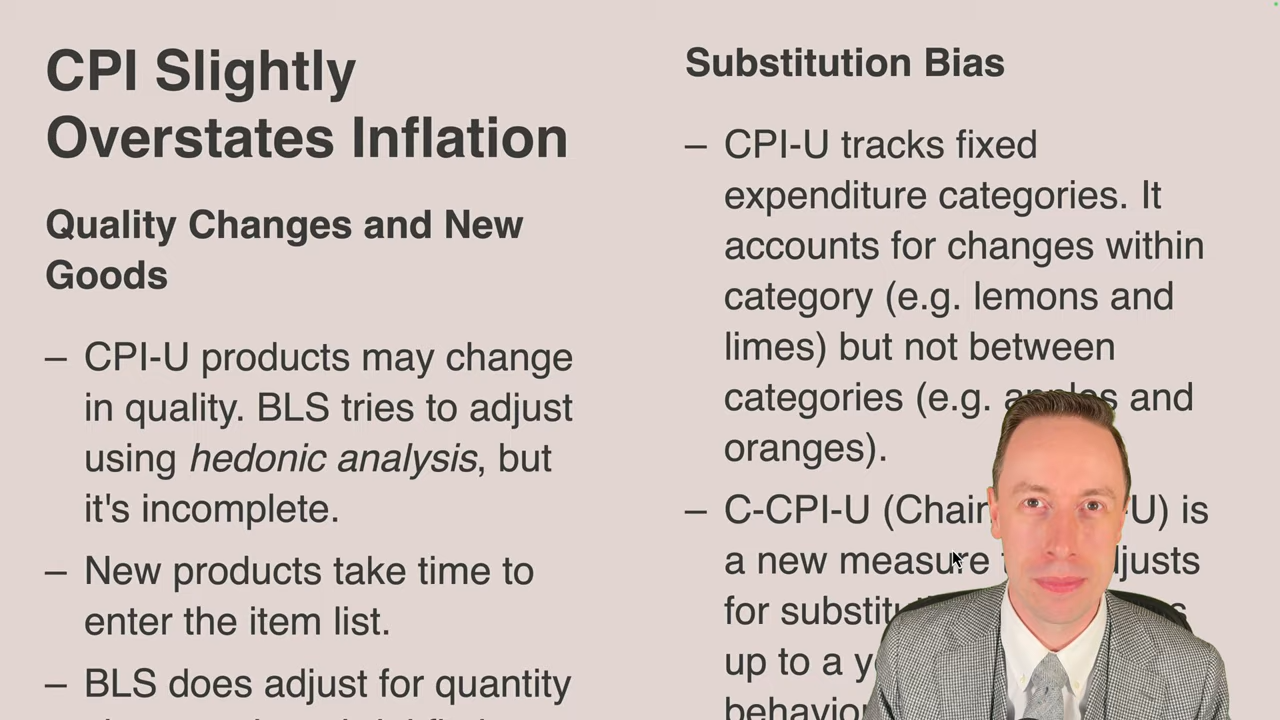 CPI Slightly
Overstates Inflation
Quality Changes and New
Goods
– CPI-U products may change
in quality. BLS tries to adjust
using hedonic analysis, but
it's incomplete.
– New products take time to
enter the item list.
– BLS does adjust for quantity
Substitution Bias
– CPI-U tracks fixed
expenditure categories. It
accounts for changes within
category (e.g. lemons and
limes) but not between
categories (e.g. apples and
oranges).
– C-CPI-U (Chain U) is
a new measure
for
up to a